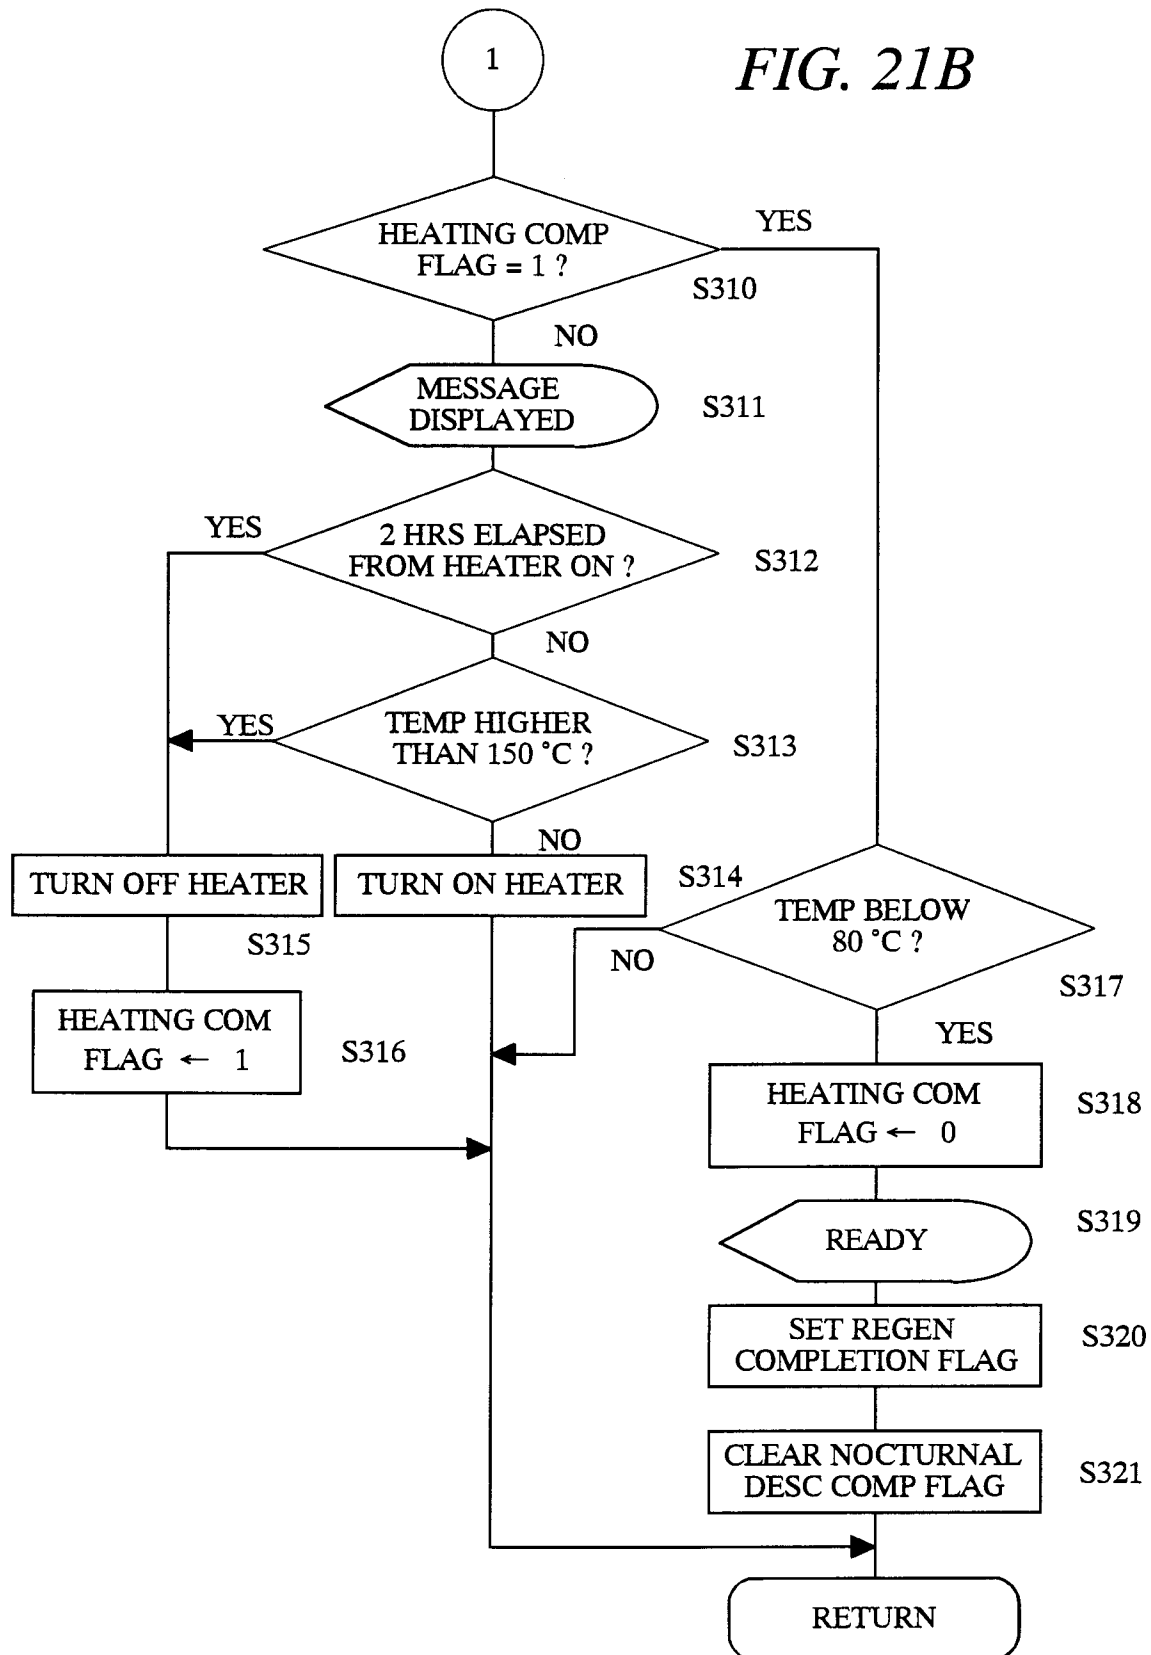 1
FIG. 21B
HEATING COMP
FLAG = 1 ?
YES
S310
NO
MESSAGE
DISPLAYED
S311
2 HRS ELAPSED
FROM HEATER ON ?
YES
S312
NO
TEMP HIGHER
THAN 150 °C ?
YES
S313
NO
TURN OFF HEATER
S315
TURN ON HEATER
S314
TEMP BELOW
80 °C ?
NO
S317
YES
HEATING COM
FLAG ← 1
S316
HEATING COM
FLAG ← 0
S318
READY
S319
SET REGEN
COMPLETION FLAG
S320
CLEAR NOCTURNAL
DESC COMP FLAG
S321
RETURN